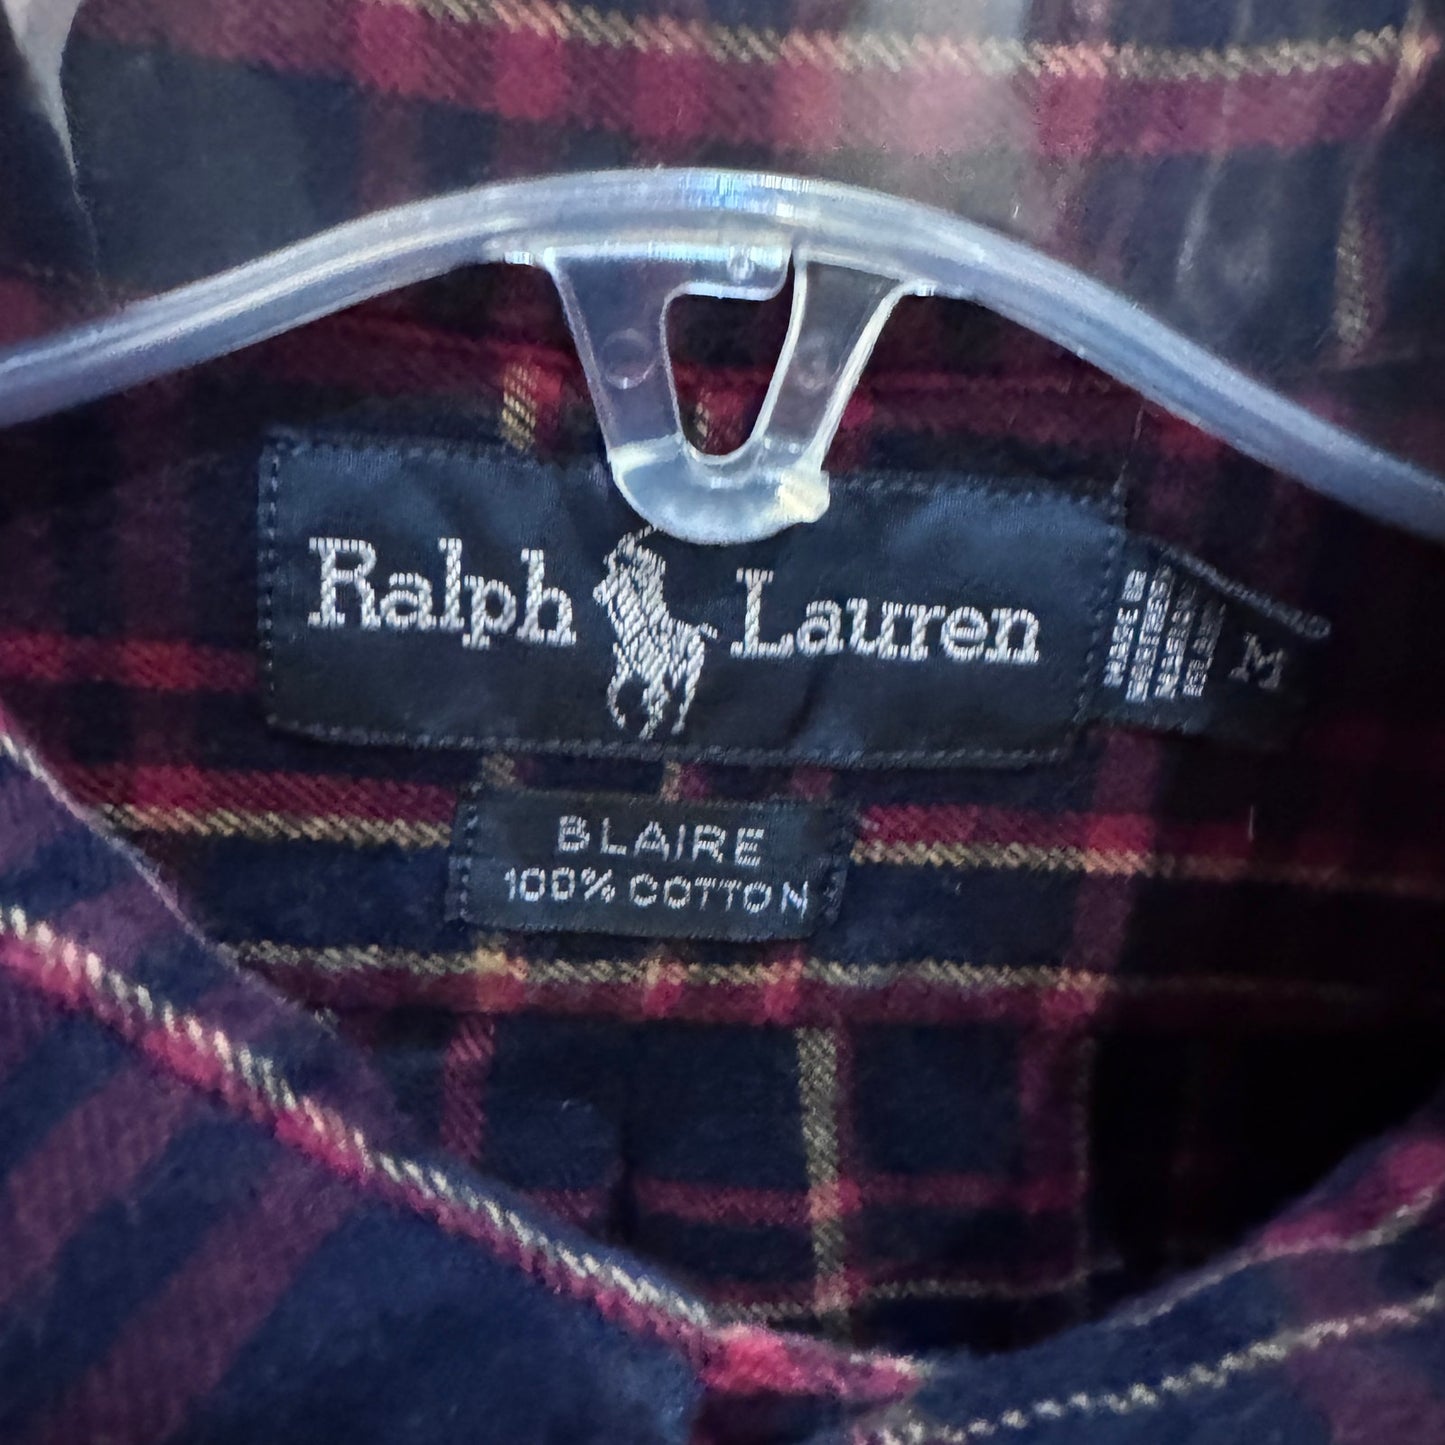 Ralph Lauren
M
BLAIRE
100% COTTON